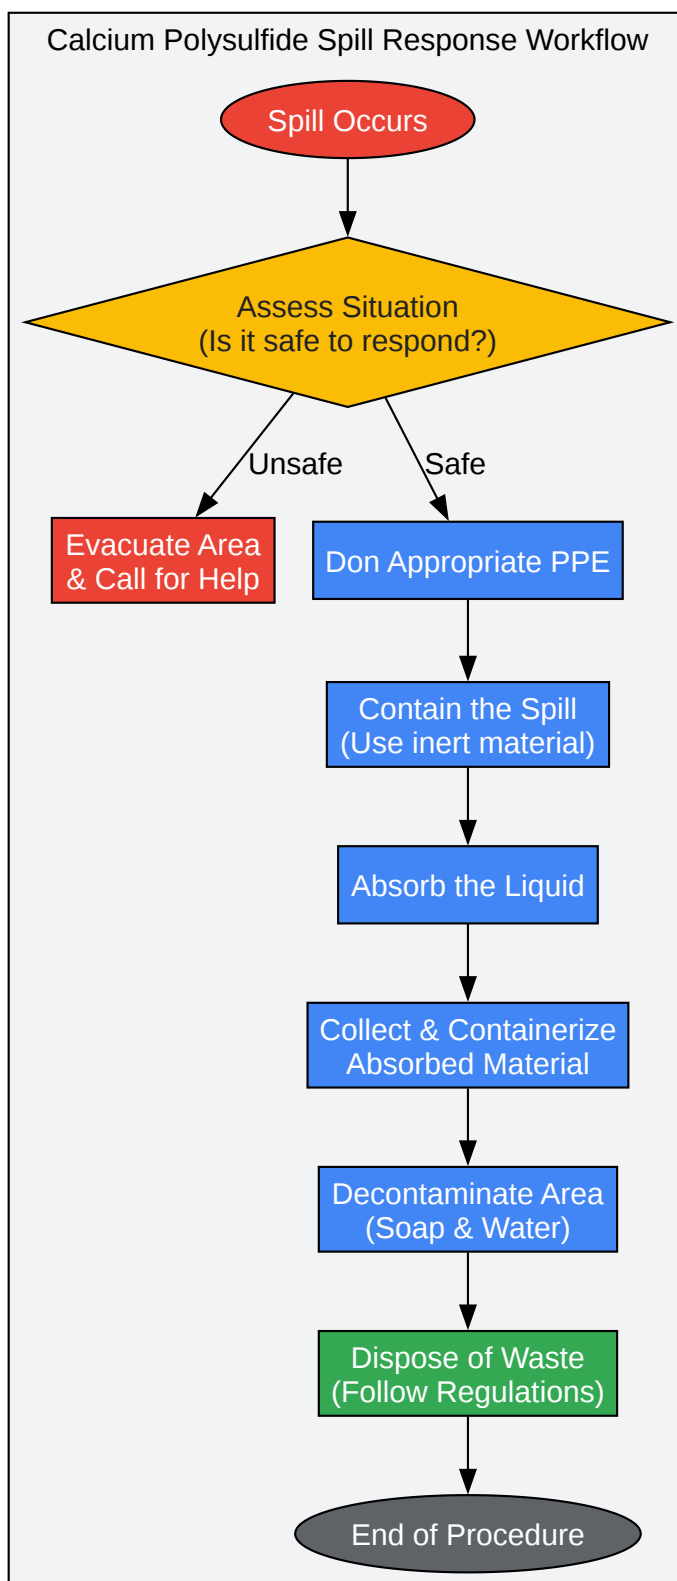 Calcium Polysulfide Spill Response Workflow
Spill Occurs
Assess Situation
(Is it safe to respond?)
Unsafe
Safe
Evacuate Area
& Call for Help
Don Appropriate PPE
Contain the Spill
(Use inert material)
Absorb the Liquid
Collect & Containerize
Absorbed Material
Decontaminate Area
(Soap & Water)
Dispose of Waste
(Follow Regulations)
End of Procedure